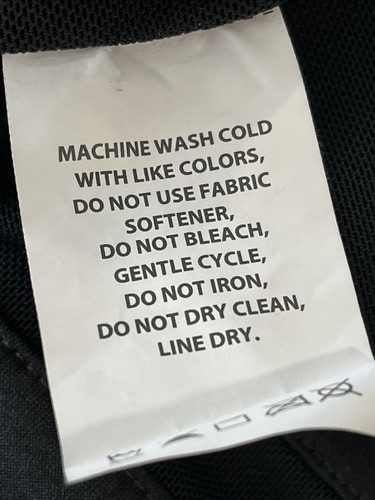 MACHINE WASH COLD
WITH LIKE COLORS,
DO NOT USE FABRIC
SOFTENER,
DO NOT BLEACH,
GENTLE CYCLE,
DO NOT IRON,
DO NOT DRY CLEAN,
LINE DRY.